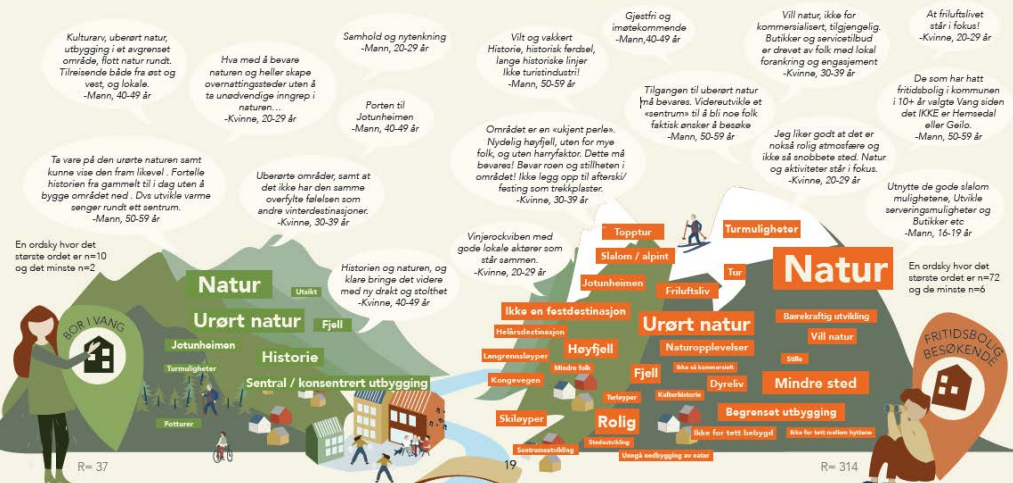 Kulturarv, uberørt natur,
utbygging i et avgrenset
område, flott natur rundt.
Tilreisende både fra øst og
vest, og lokale.
-Mann, 40-49 år
Hva med å bevare
naturen og heller skape
overnattingssteder uten å
ta unødvendige inngrep i
naturen...
-Kvinne, 20-29 år
Samhold og nytenkning
-Mann, 20-29 år
Porten til
Jotunheimen
-Mann, 40-49 år
Vilt og vakkert
Historie, historisk ferdsel,
lange historiske linjer
Ikke turistindustri!
-Mann, 50-59 år
Gjestfri og
imøtekommende
-Mann,40-49 år
Vill natur, ikke for
kommersialisert, tilgjengelig.
Butikker og servicetilbud
er drevet av folk med lokal
forankring og engasjement
-Kvinne, 30-39 år
At friluftslivet
står i fokus!
-Kvinne, 20-29 år
Tilgangen til uberørt natur
må bevares. Videreutvikle et
«sentrum» til å bli noe folk
faktisk ønsker å besøke
-Mann, 50-59 år
De som har hatt
fritidsbolig i kommunen
i 10+ år valgte Vang siden
det IKKE er Hemsedal
eller Geilo.
-Mann, 50-59 år
Området er en «ukjent perle».
Nydelig høyfjell, uten for mye
folk, og uten harryfaktor. Dette må
bevares! Bevar roen og stillheten i
området! Ikke legg opp til afterski/
festing som trekkplaster.
-Kvinne, 30-39 år
Jeg liker godt at det er
nokså rolig atmosfære og
ikke så snobbete sted. Natur
og aktiviteter står i fokus.
-Kvinne, 20-29 år
Ta vare på den urørte naturen samt
kunne vise den fram likevel . Fortelle
historien fra gammelt til i dag uten å
bygge området ned . Dvs utvikle varme
senger rundt ett sentrum.
-Mann, 50-59 år
Uberørte områder, samt at
det ikke har den samme
overfylte følelsen som
andre vinterdestinasjoner.
-Kvinne, 30-39 år
Utnytte de gode slalom
mulighetene, Utvikle
serveringsmuligheter og
Butikker etc
-Mann, 16-19 år
Vinjerockviben med
gode lokale aktører som
står sammen.
-Kvinne, 20-29 år
Historien og naturen, og
klare bringe det videre
med ny drakt og stolthet
-Kvinne, 40-49 år
En ordsky hvor det
største ordet er n=10
og det minste n=2
Natur
Utsikt
Urørt natur
Fjell
Jotunheimen
Historie
Turmuligheter
Sentral / konsentrert utbygging
Fotturer
BOR I VANG
R= 37
Topptur
Turmuligheter
Slalom / alpint
Natur
Tur
Jotunheimen
Friluftsliv
Ikke en festdestinasjon
Urørt natur
Bærekraftig utvikling
Helårsdestinasjon
Vill natur
Høyfjell
Naturopplevelser
Langrennsløyper
Stille
Mindre folk
Fjell
Ikke så kommersielt
Kongevegen
Dyreliv
Mindre sted
Turløyper
Kulturhistorie
Skiløyper
Rolig
Begrenset utbygging
Ikke for tett bebygd
Ikke for tett mellom hyttene
Stedsutvikling
Sentrumsutvikling
Unngå nedbygging av natur
En ordsky hvor det
største ordet er n=72
og de minste n=6
FRITIDSBOLIG
BESØKENDE
19
R= 314